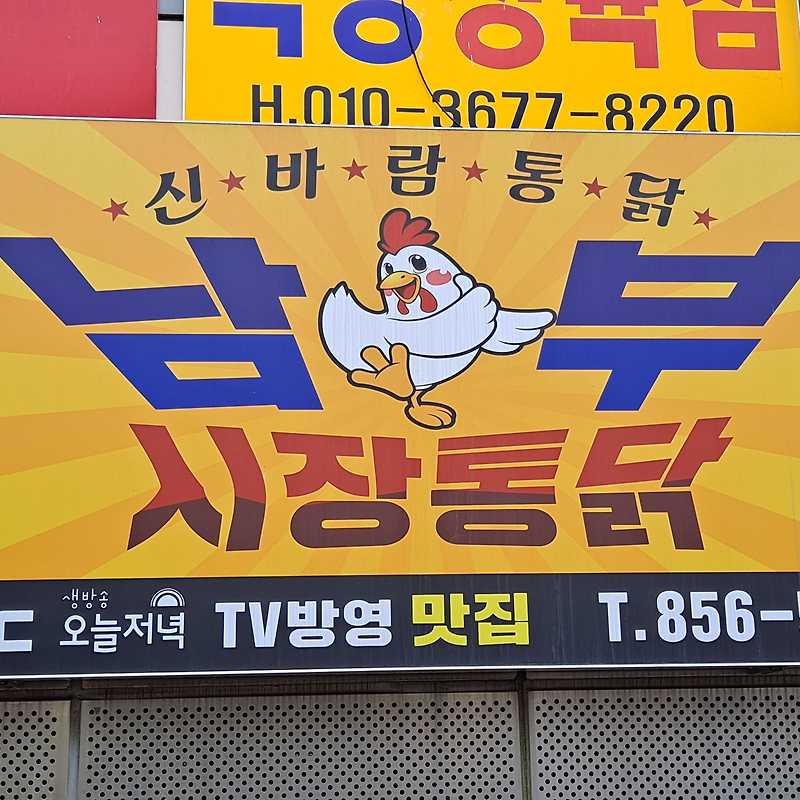 H.010-3677-8220
신★바★람★통★닭
남부
시장통닭
생방송
오늘저녁 TV방영 맛집 T.856-